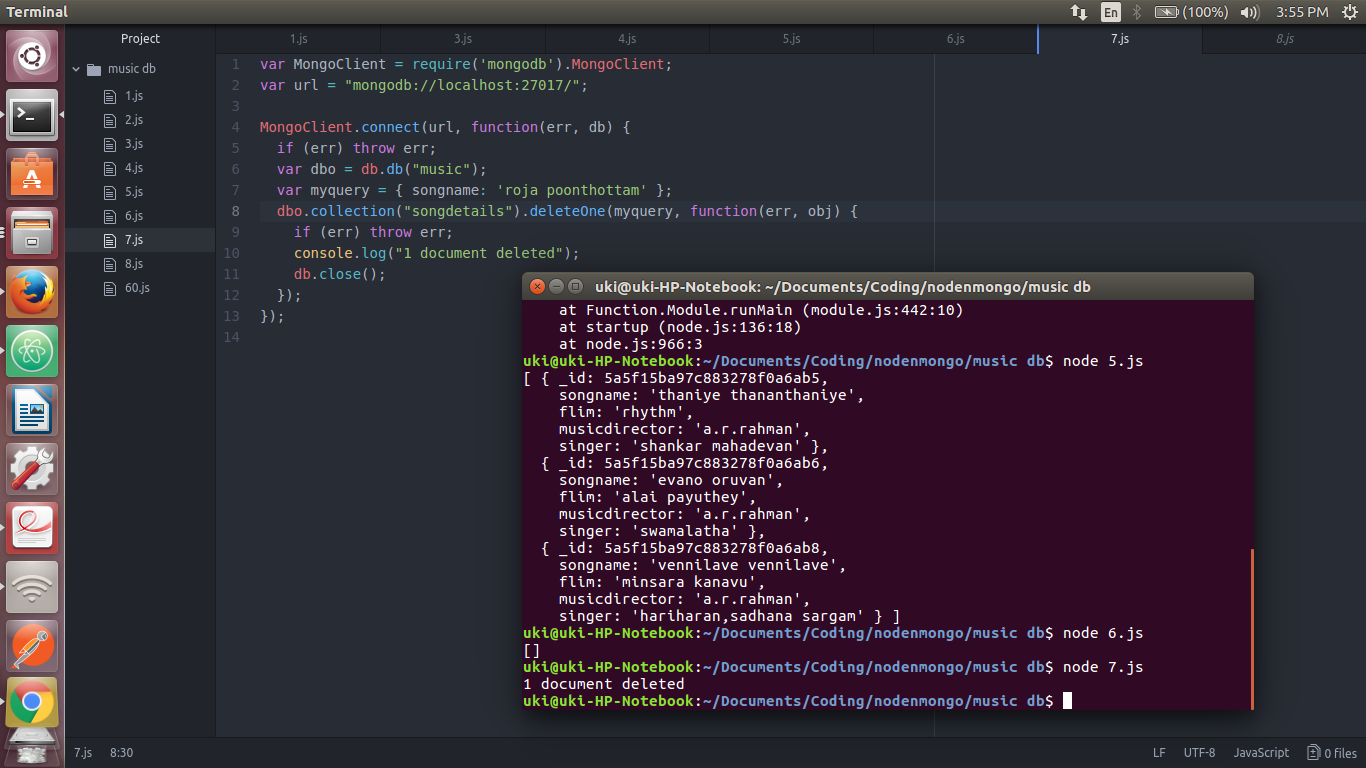 Terminal
En
(100%)
3:55 PM
Project
1.js
3.js
4.js
5.js
6.js
7.js
8.js
music db
1.js
2.js
3.js
4.js
5.js
6.js
7.js
8.js
60.js
1 var MongoClient = require('mongodb').MongoClient;
2 var url = "mongodb://localhost:27017/";
3
4 MongoClient.connect(url, function(err, db) {
5 if (err) throw err;
6 var dbo = db.db("music");
7 var myquery = { songname: 'roja poonthottam' };
8 dbo.collection("songdetails").deleteOne(myquery, function(err, obj) {
9 if (err) throw err;
10 console.log("1 document deleted");
11 db.close();
12 });
13 });
14
uki@uki-HP-Notebook: ~/Documents/Coding/nodenmongo/music db
at Function.Module.runMain (module.js:442:10)
at startup (node.js:136:18)
at node.js:966:3
uki@uki-HP-Notebook:~/Documents/Coding/nodenmongo/music db$ node 5.js
[ { _id: 5a5f15ba97c883278f0a6ab5,
songname: 'thaniye thananthaniye',
flim: 'rhythm',
musicdirector: 'a.r.rahman',
singer: 'shankar mahadevan' },
{ _id: 5a5f15ba97c883278f0a6ab6,
songname: 'evano oruvan',
flim: 'alai payuthey',
musicdirector: 'a.r.rahman',
singer: 'swamalatha' },
{ _id: 5a5f15ba97c883278f0a6ab8,
songname: 'vennilave vennilave',
flim: 'minsara kanavu',
musicdirector: 'a.r.rahman',
singer: 'hariharan,sadhana sargam' } ]
uki@uki-HP-Notebook:~/Documents/Coding/nodenmongo/music db$ node 6.js
[]
uki@uki-HP-Notebook:~/Documents/Coding/nodenmongo/music db$ node 7.js
1 document deleted
uki@uki-HP-Notebook:~/Documents/Coding/nodenmongo/music db$
7.js
8:30
LF
UTF-8
JavaScript
0 files